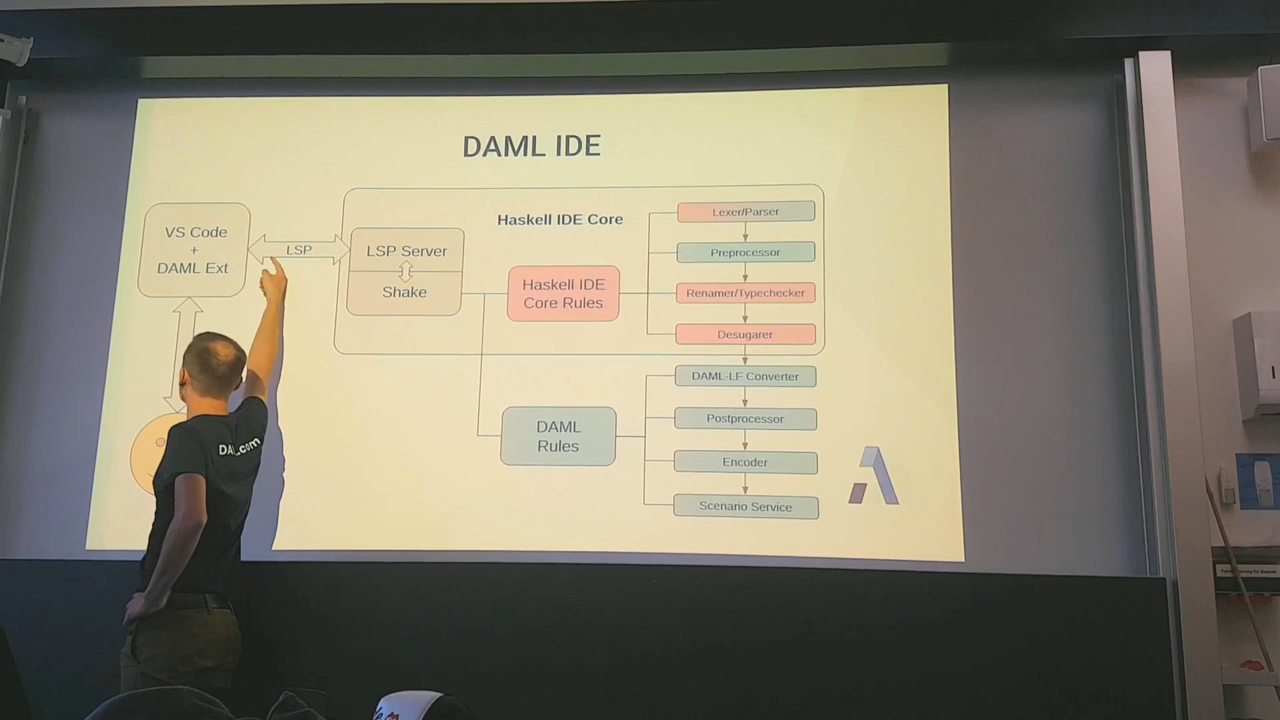 DAML IDE
VS Code
+
DAML Ext
LSP
Haskell IDE Core
LSP Server
Shake
Haskell IDE
Core Rules
Lexer/Parser
Preprocessor
Renamer/Typechecker
Desugarer
DAML-LF Converter
DAML
Rules
Postprocessor
Encoder
Scenario Service